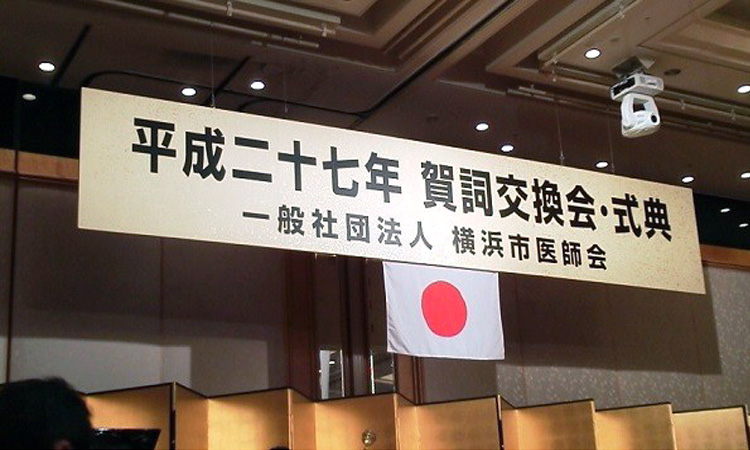 平成二十七年 賀詞交換会・式典
一般社団法人 横浜市医師会